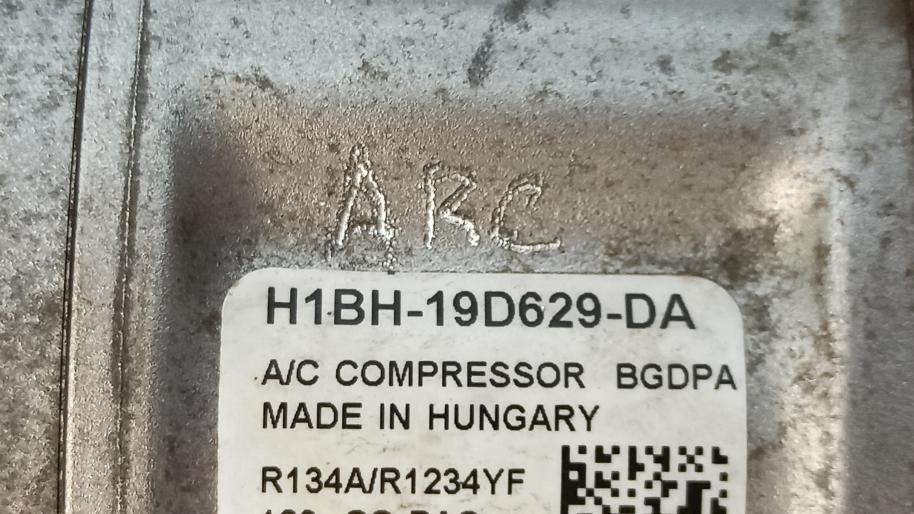 ARC
H1BH-19D629-DA
A/C COMPRESSOR BGDPA
MADE IN HUNGARY
R134A/R1234YF